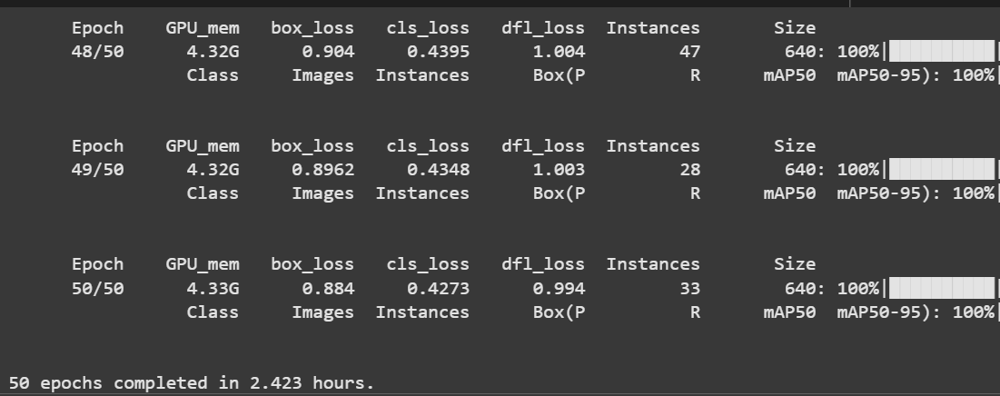 Epoch GPU_mem box_loss cls_loss dfl_loss Instances Size
48/50 4.32G 0.904 0.4395 1.004 47 640: 100%|██████████|
Class Images Instances Box(P R mAP50 mAP50-95): 100%|
Epoch GPU_mem box_loss cls_loss dfl_loss Instances Size
49/50 4.32G 0.8962 0.4348 1.003 28 640: 100%|██████████|
Class Images Instances Box(P R mAP50 mAP50-95): 100%|
Epoch GPU_mem box_loss cls_loss dfl_loss Instances Size
50/50 4.33G 0.884 0.4273 0.994 33 640: 100%|██████████|
Class Images Instances Box(P R mAP50 mAP50-95): 100%|
50 epochs completed in 2.423 hours.